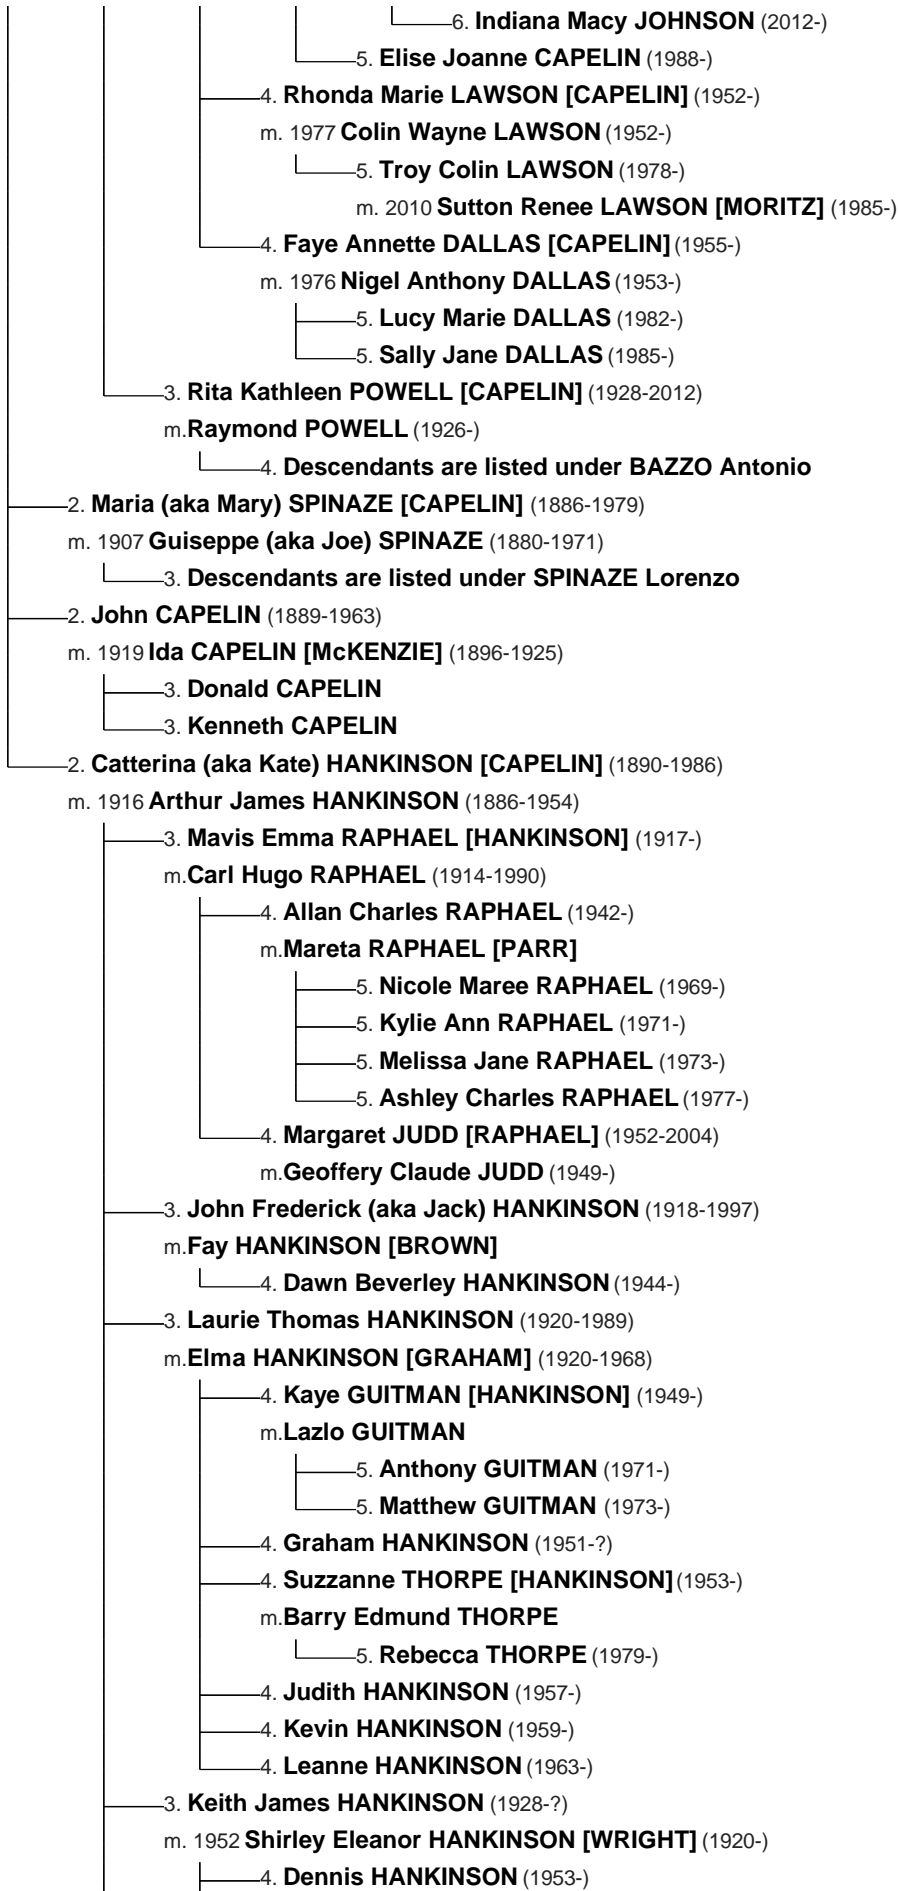 6. Indiana Macy JOHNSON (2012-)
5. Elise Joanne CAPELIN (1988-)
4. Rhonda Marie LAWSON [CAPELIN] (1952-)
m. 1977 Colin Wayne LAWSON (1952-)
5. Troy Colin LAWSON (1978-)
m. 2010 Sutton Renee LAWSON [MORITZ] (1985-)
4. Faye Annette DALLAS [CAPELIN] (1955-)
m. 1976 Nigel Anthony DALLAS (1953-)
5. Lucy Marie DALLAS (1982-)
5. Sally Jane DALLAS (1985-)
3. Rita Kathleen POWELL [CAPELIN] (1928-2012)
m.Raymond POWELL (1926-)
4. Descendants are listed under BAZZO Antonio
2. Maria (aka Mary) SPINAZE [CAPELIN] (1886-1979)
m. 1907 Guiseppe (aka Joe) SPINAZE (1880-1971)
3. Descendants are listed under SPINAZE Lorenzo
2. John CAPELIN (1889-1963)
m. 1919 Ida CAPELIN [McKENZIE] (1896-1925)
3. Donald CAPELIN
3. Kenneth CAPELIN
2. Catterina (aka Kate) HANKINSON [CAPELIN] (1890-1986)
m. 1916 Arthur James HANKINSON (1886-1954)
3. Mavis Emma RAPHAEL [HANKINSON] (1917-)
m.Carl Hugo RAPHAEL (1914-1990)
4. Allan Charles RAPHAEL (1942-)
m.Mareta RAPHAEL [PARR]
5. Nicole Maree RAPHAEL (1969-)
5. Kylie Ann RAPHAEL (1971-)
5. Melissa Jane RAPHAEL (1973-)
5. Ashley Charles RAPHAEL (1977-)
4. Margaret JUDD [RAPHAEL] (1952-2004)
m.Geoffery Claude JUDD (1949-)
3. John Frederick (aka Jack) HANKINSON (1918-1997)
m.Fay HANKINSON [BROWN]
4. Dawn Beverley HANKINSON (1944-)
3. Laurie Thomas HANKINSON (1920-1989)
m.Elma HANKINSON [GRAHAM] (1920-1968)
4. Kaye GUITMAN [HANKINSON] (1949-)
m.Lazlo GUITMAN
5. Anthony GUITMAN (1971-)
5. Matthew GUITMAN (1973-)
4. Graham HANKINSON (1951-?)
4. Suzzanne THORPE [HANKINSON] (1953-)
m.Barry Edmund THORPE
5. Rebecca THORPE (1979-)
4. Judith HANKINSON (1957-)
4. Kevin HANKINSON (1959-)
4. Leanne HANKINSON (1963-)
3. Keith James HANKINSON (1928-?)
m. 1952 Shirley Eleanor HANKINSON [WRIGHT] (1920-)
4. Dennis HANKINSON (1953-)